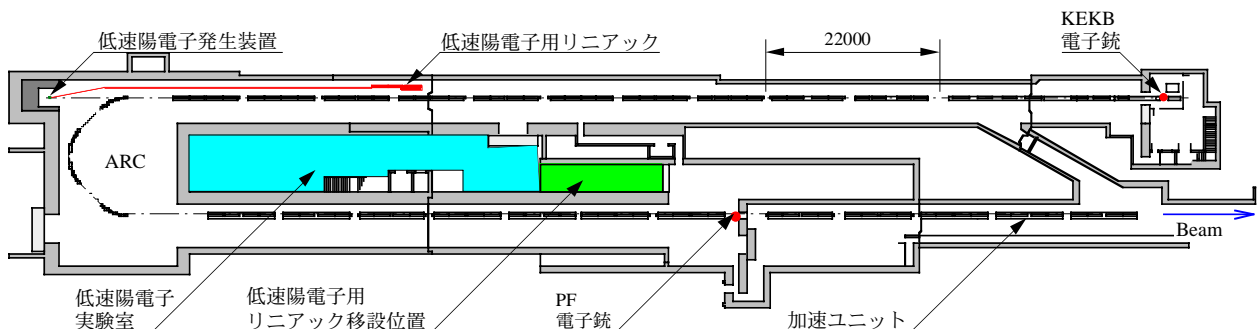 低速陽電子発生装置
低速陽電子用リニアック
22000
KEKB
電子銃
ARC
Beam
低速陽電子
実験室
低速陽電子用
リニアック移設位置
PF
電子銃
加速ユニット